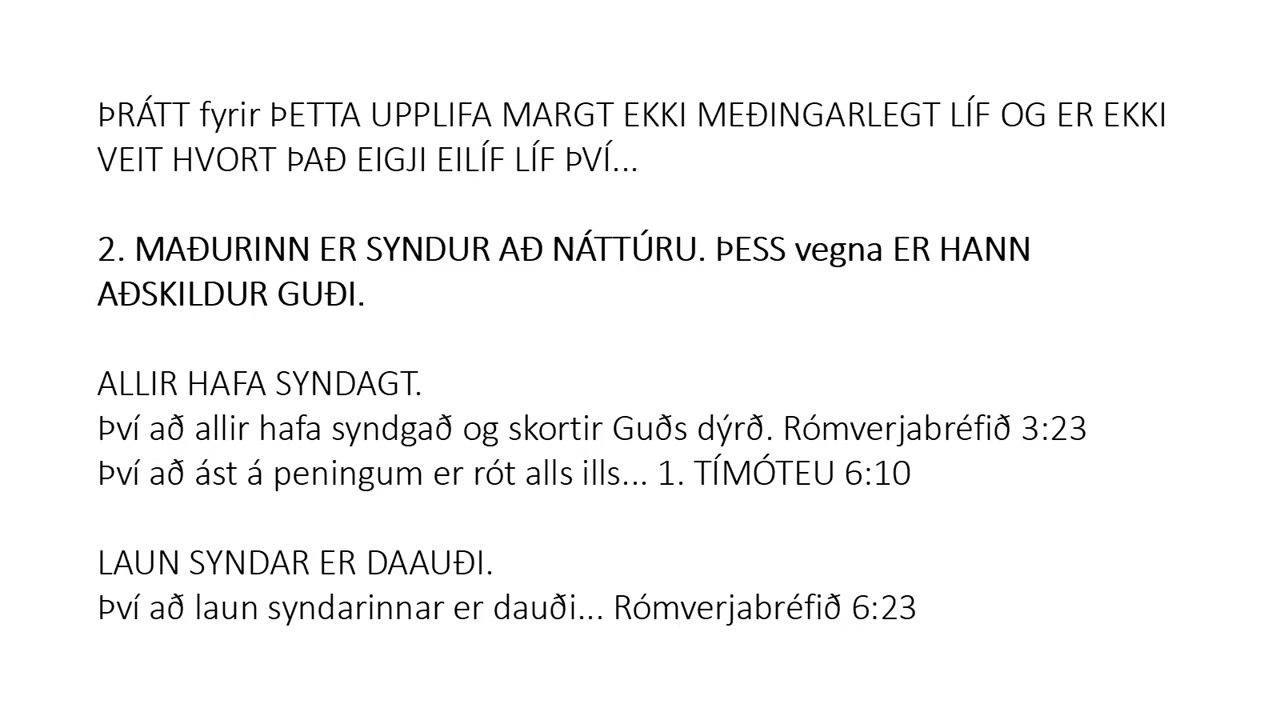 ÞRÁTT fyrir ÞETTA UPPLIFA MARGT EKKI MEÐINGARLEGT LÍF OG ER EKKI
VEIT HVORT ÞAÐ EIGJI EILÍF LÍF ÞVÍ...
2. MAÐURINN ER SYNDUR AÐ NÁTTÚRU. ÞESS vegna ER HANN
AÐSKILDUR GUÐI.
ALLIR HAFA SYNDAGT.
Því að allir hafa syndgað og skortir Guðs dýrð. Rómverjabréfið 3:23
Því að ást á peningum er rót alls ills... 1. TÍMÓTEU 6:10
LAUN SYNDAR ER DAAUÐI.
Því að laun syndarinnar er dauði... Rómverjabréfið 6:23